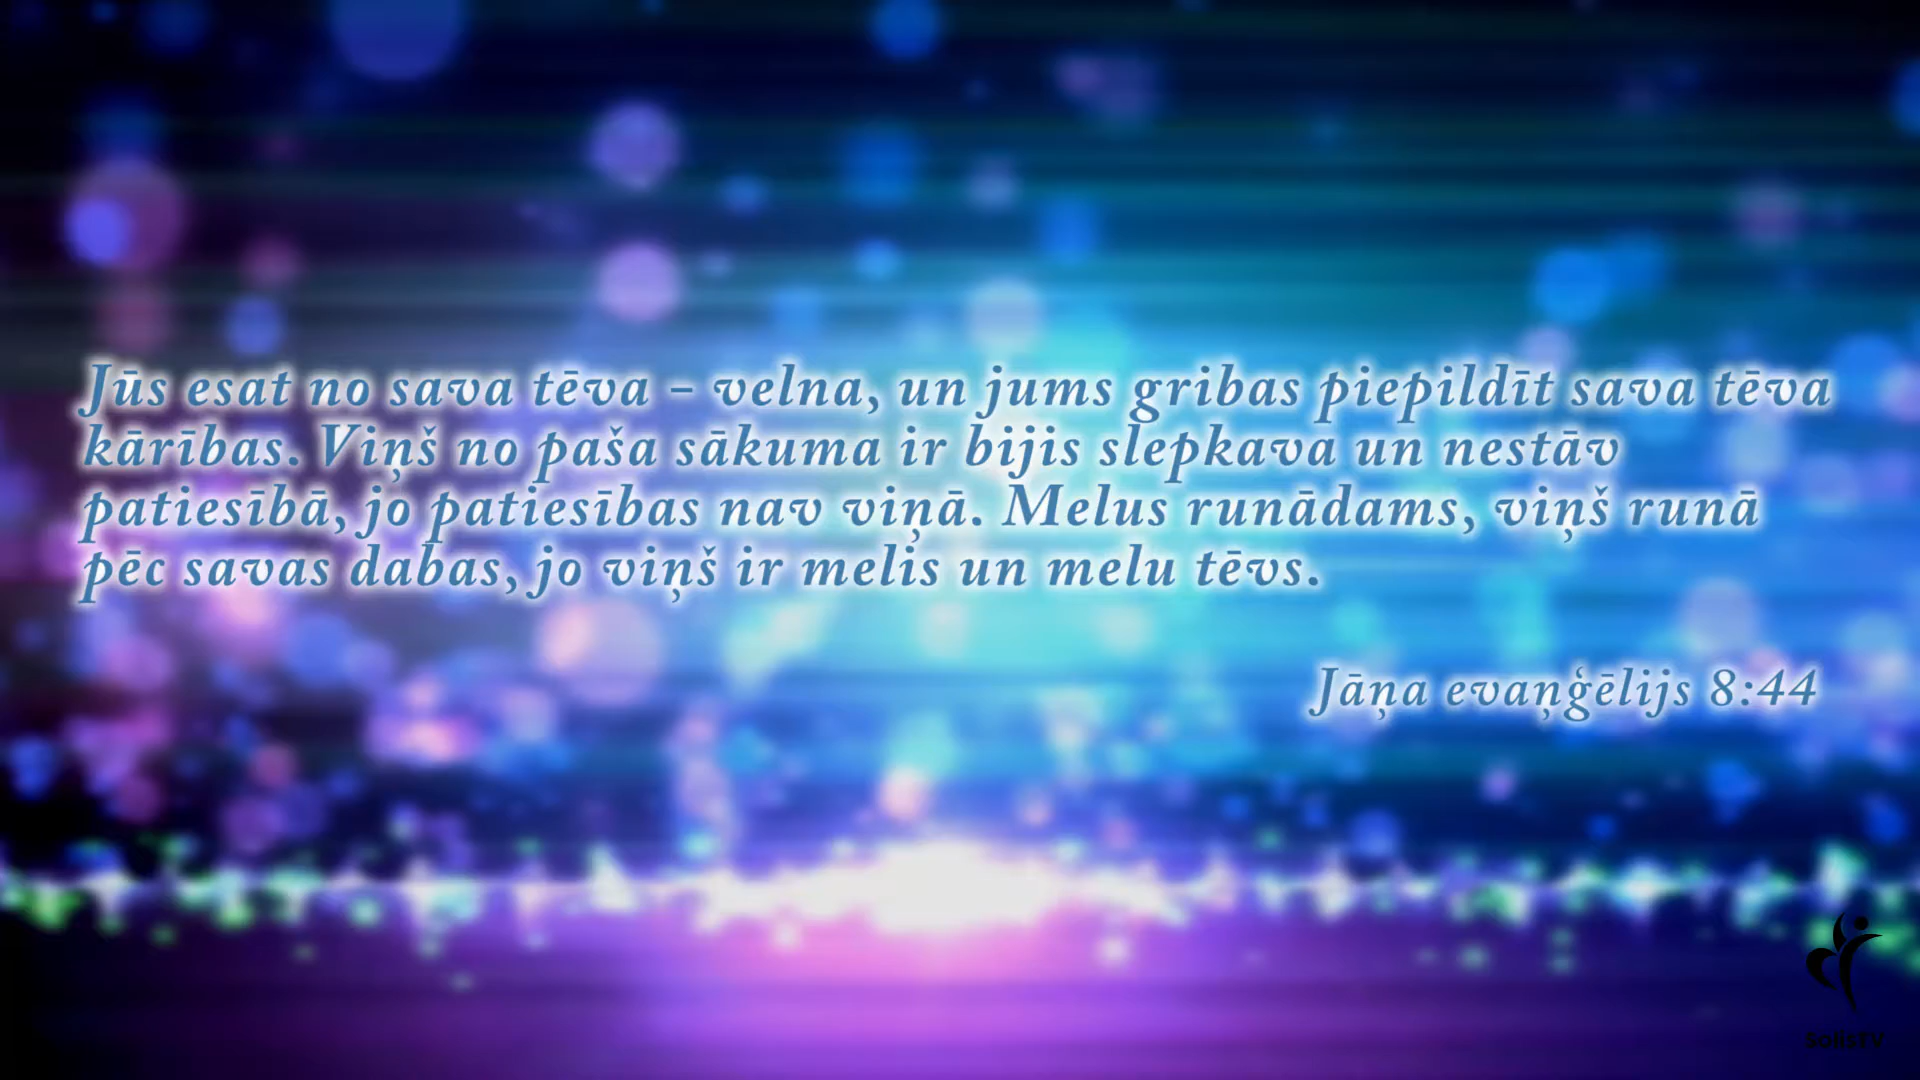 Jūs esat no sava tēva – velna, un jums gribas piepildīt sava tēva
kārības. Viņš no paša sākuma ir bijis slepkava un nestāv
patiesībā, jo patiesības nav viņā. Melus runādams, viņš runā
pēc savas dabas, jo viņš ir melis un melu tēvs.
Jāņa evaņģēlijs 8:44
SolisTV